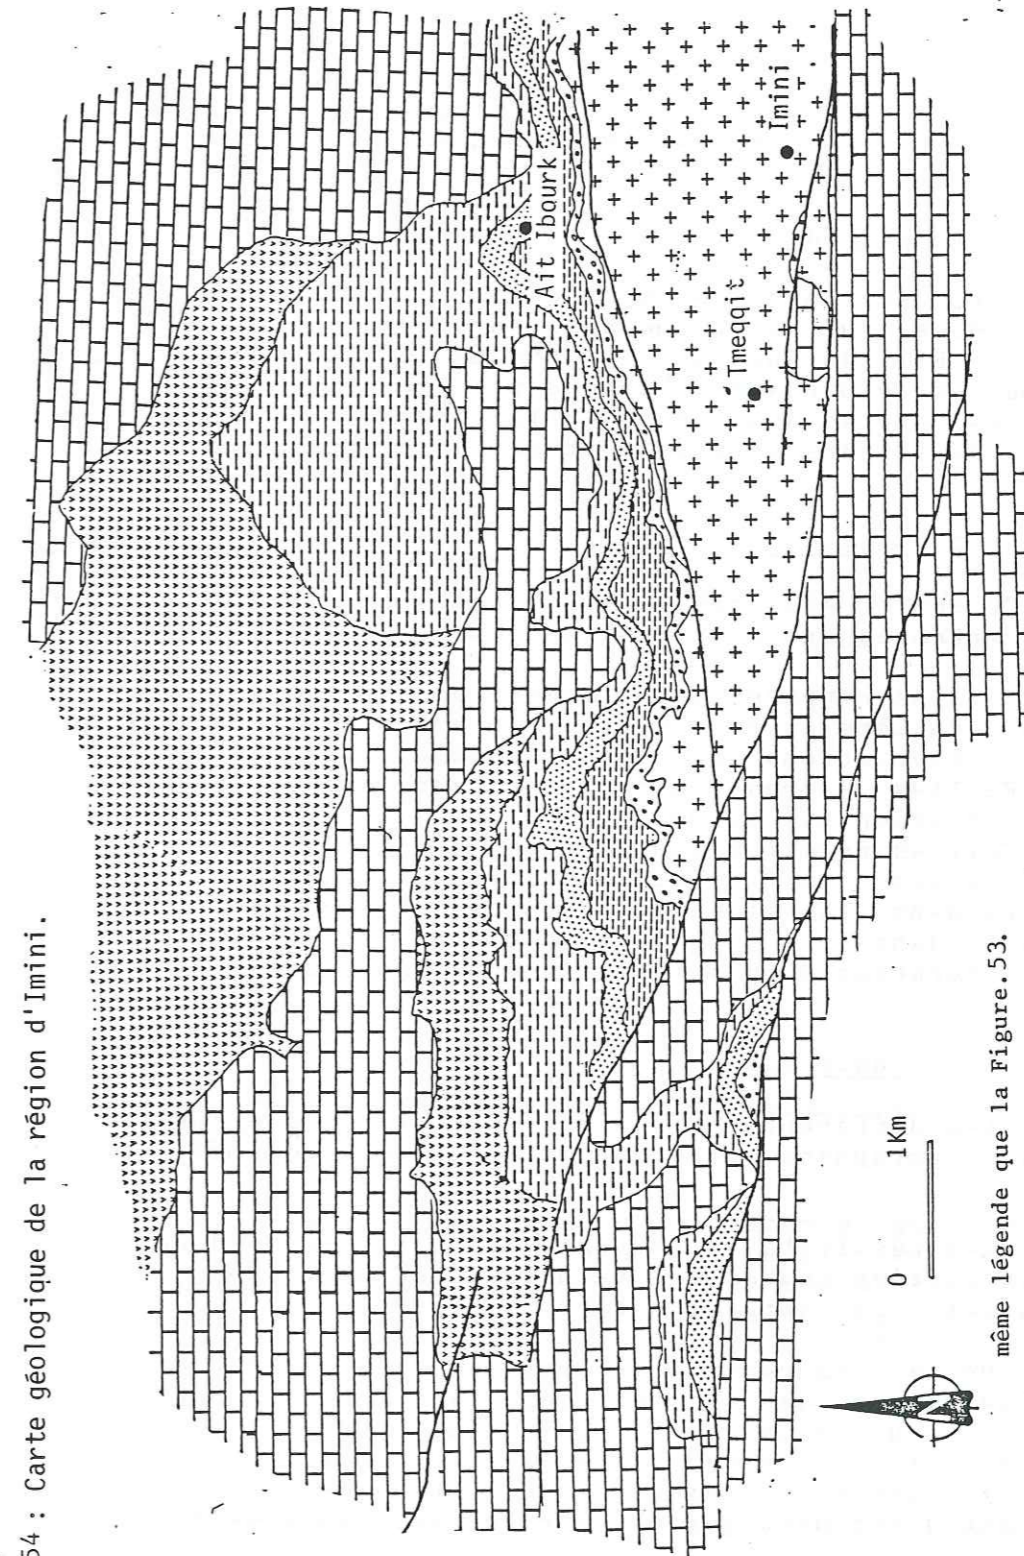 54 : Carte géologique de la région d'Imini.
Ait Ibourk
Imini
Tmeqqit
0 1Km
N
même légende que la Figure.53.